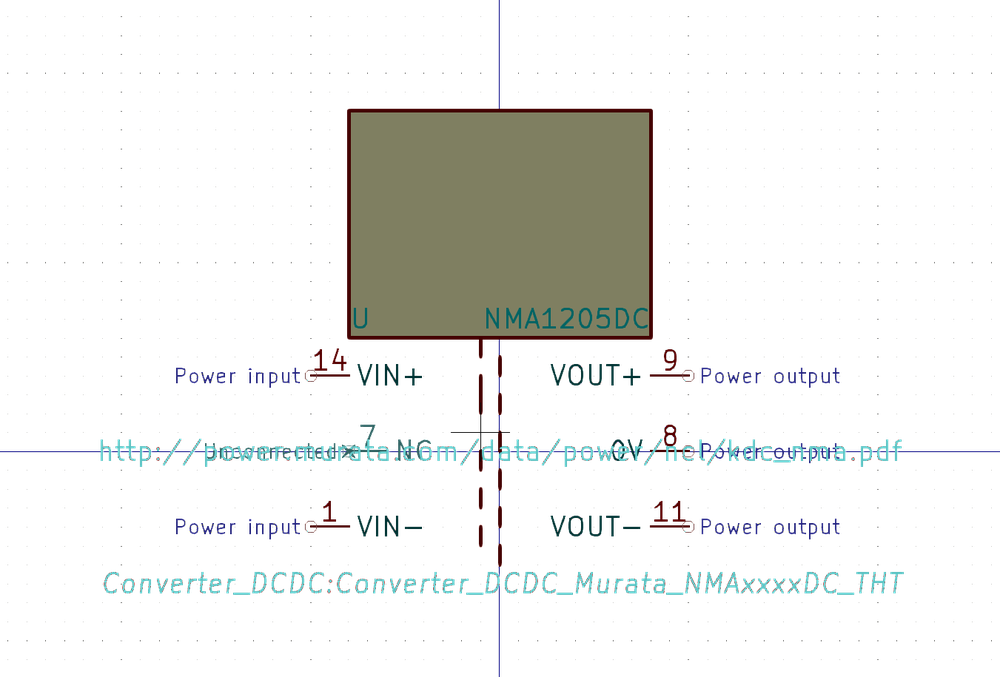 U NMA1205DC
14 9
Power input VIN+ VOUT+ Power output
7 8
Unconnected NC 0V Power output
http://power.murata.com/data/power/ncl/kdc_nma.pdf
1 11
Power input VIN- VOUT- Power output
Converter_DCDC:Converter_DCDC_Murata_NMAxxxxDC_THT